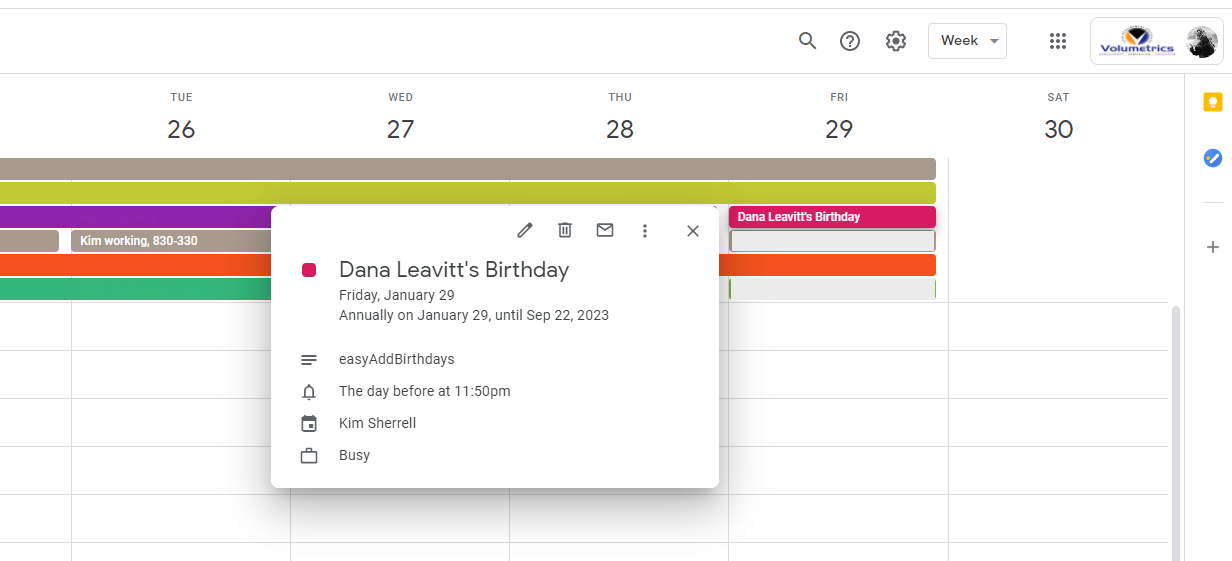 Week
Volumetrics
TUE
26
WED
27
THU
28
FRI
29
SAT
30
Dana Leavitt's Birthday
Kim working, 830-330
Dana Leavitt's Birthday
Friday, January 29
Annually on January 29, until Sep 22, 2023
easyAddBirthdays
The day before at 11:50pm
Kim Sherrell
Busy